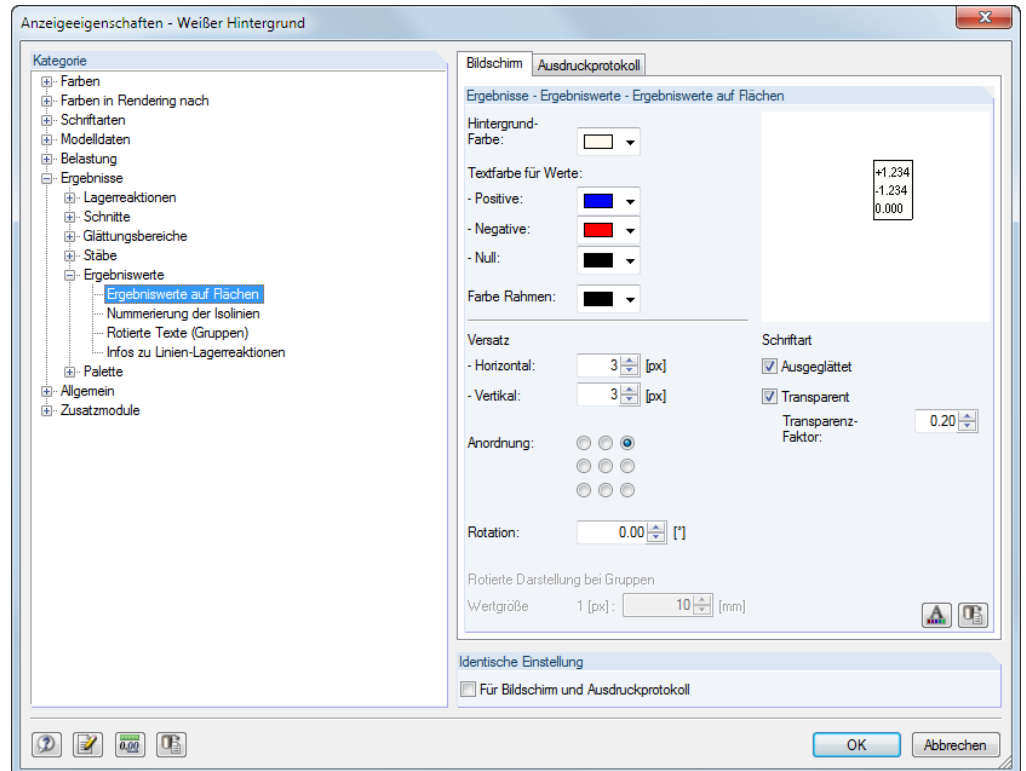 Anzeigeeigenschaften - Weißer Hintergrund
Kategorie
Farben
Farben in Rendering nach
Schriftarten
Modelldaten
Belastung
Ergebnisse
Lagerreaktionen
Schnitte
Glättungsbereiche
Stäbe
Ergebniswerte
Ergebniswerte auf Flächen
Nummerierung der Isolinien
Rotierte Texte (Gruppen)
Infos zu Linien-Lagerreaktionen
Palette
Allgemein
Zusatzmodule
Bildschirm Ausdruckprotokoll
Ergebnisse - Ergebniswerte - Ergebniswerte auf Flächen
Hintergrund-
Farbe:
Textfarbe für Werte:
- Positive:
- Negative:
- Null:
Farbe Rahmen:
+1.234
-1.234
0.000
Versatz
- Horizontal: 3 [px]
- Vertikal: 3 [px]
Schriftart
Ausgeglättet
Transparent
Transparenz-
Faktor: 0.20
Anordnung:
Rotation: 0.00 [°]
Rotierte Darstellung bei Gruppen
Wertgröße 1 [px] : 10 [mm]
A
Identische Einstellung
Für Bildschirm und Ausdruckprotokoll
? 0.00
OK Abbrechen